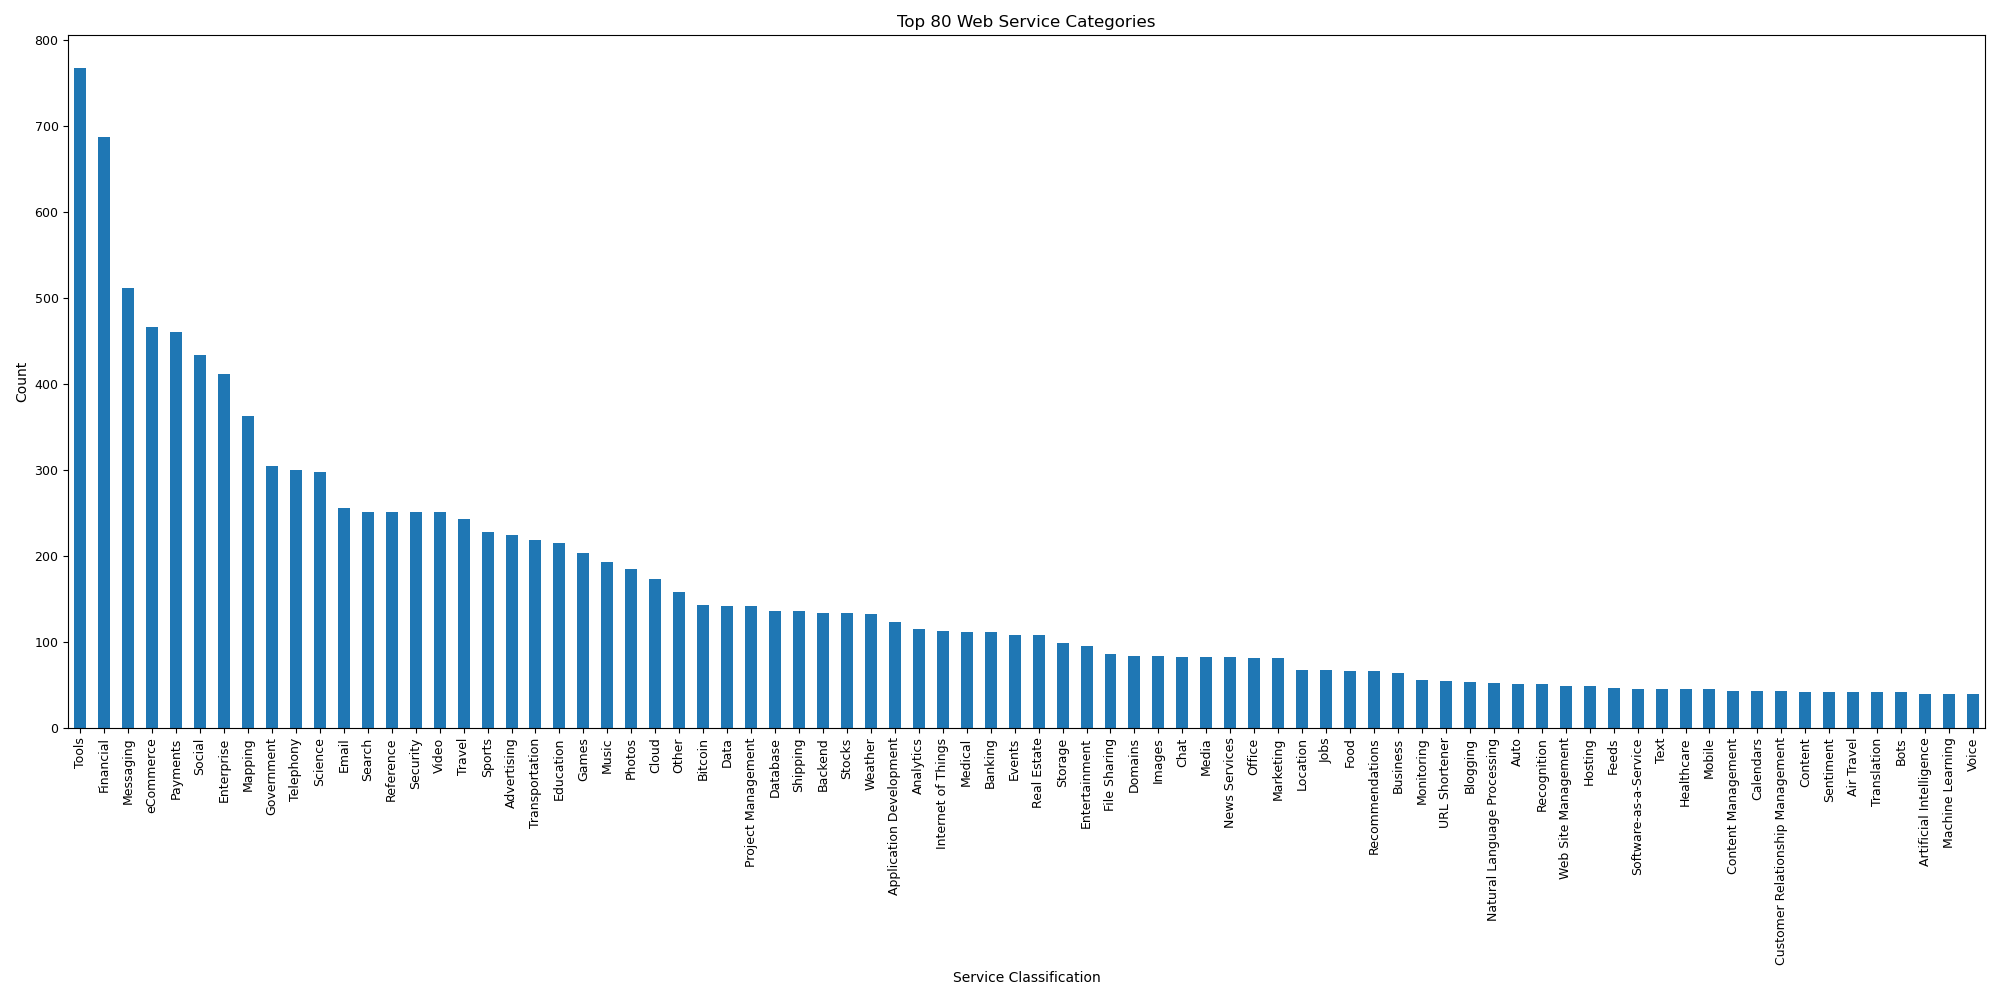 Top 80 Web Service Categories
800
700
600
500
400
300
200
100
0
Count
Tools
Financial
Messaging
eCommerce
Payments
Social
Enterprise
Mapping
Government
Telephony
Science
Email
Search
Reference
Security
Video
Travel
Sports
Advertising
Transportation
Education
Games
Music
Photos
Cloud
Other
Bitcoin
Data
Project Management
Database
Shipping
Backend
Stocks
Weather
Application Development
Analytics
Internet of Things
Medical
Banking
Events
Real Estate
Storage
Entertainment
File Sharing
Domains
Images
Chat
Media
News Services
Office
Marketing
Location
Jobs
Food
Recommendations
Business
Monitoring
URL Shortener
Blogging
Natural Language Processing
Auto
Recognition
Web Site Management
Hosting
Feeds
Software-as-a-Service
Text
Healthcare
Mobile
Content Management
Calendars
Customer Relationship Management
Content
Sentiment
Air Travel
Translation
Bots
Artificial Intelligence
Machine Learning
Voice
Service Classification